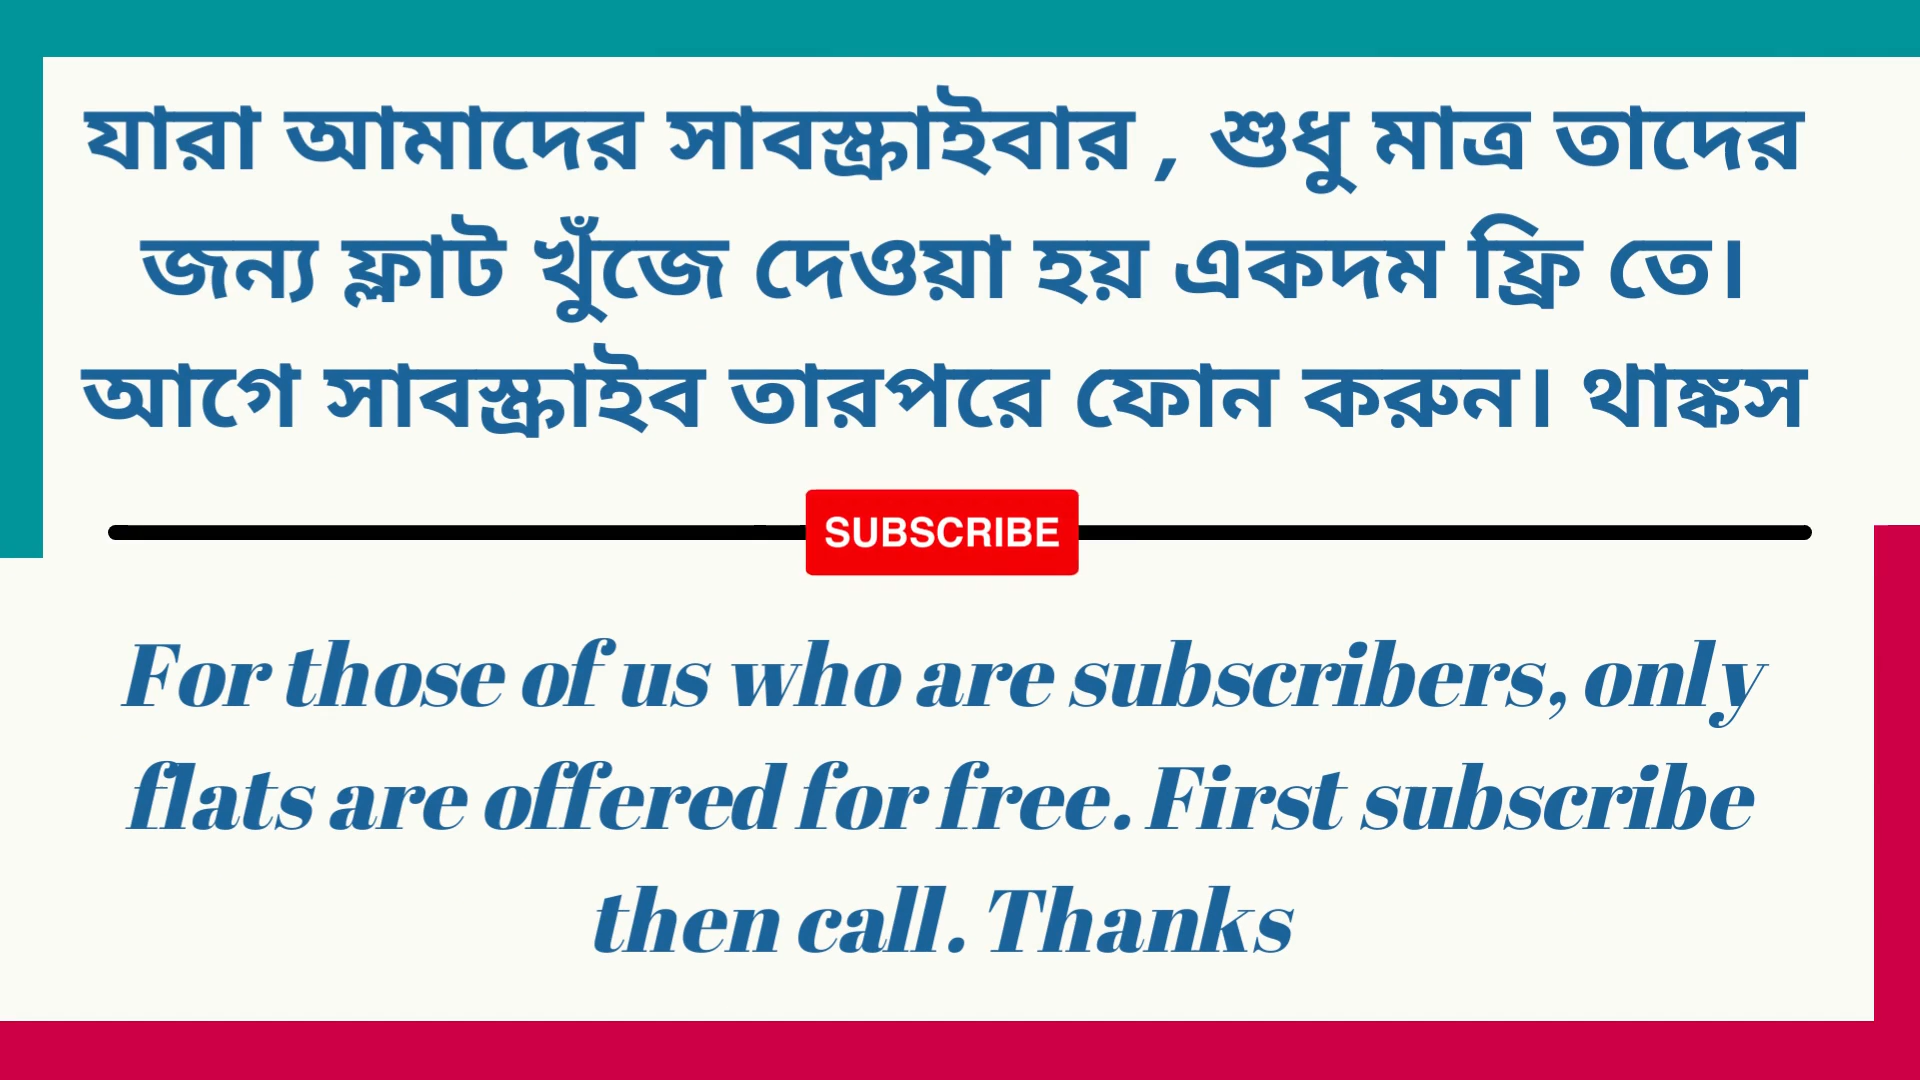 যারা আমাদের সাবস্ক্রাইবার , শুধু মাত্র তাদের
জন্য ফ্লাট খুঁজে দেওয়া হয় একদম ফ্রি তে।
আগে সাবস্ক্রাইব তারপরে ফোন করুন। থাঙ্কস
SUBSCRIBE
For those of us who are subscribers, only
flats are offered for free. First subscribe
then call. Thanks